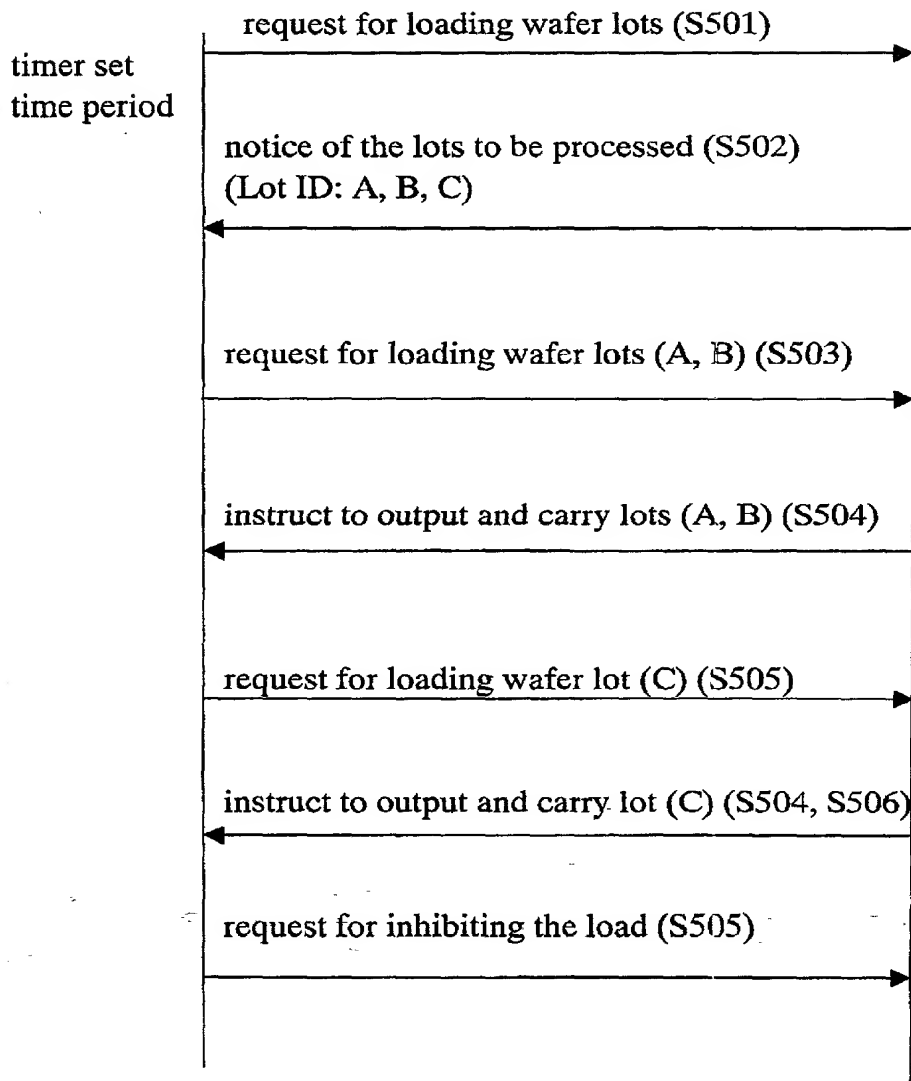 request for loading wafer lots (S501)
timer set
time period
notice of the lots to be processed (S502)
(Lot ID: A, B, C)
request for loading wafer lots (A, B) (S503)
instruct to output and carry lots (A, B) (S504)
request for loading wafer lot (C) (S505)
instruct to output and carry lot (C) (S504, S506)
request for inhibiting the load (S505)